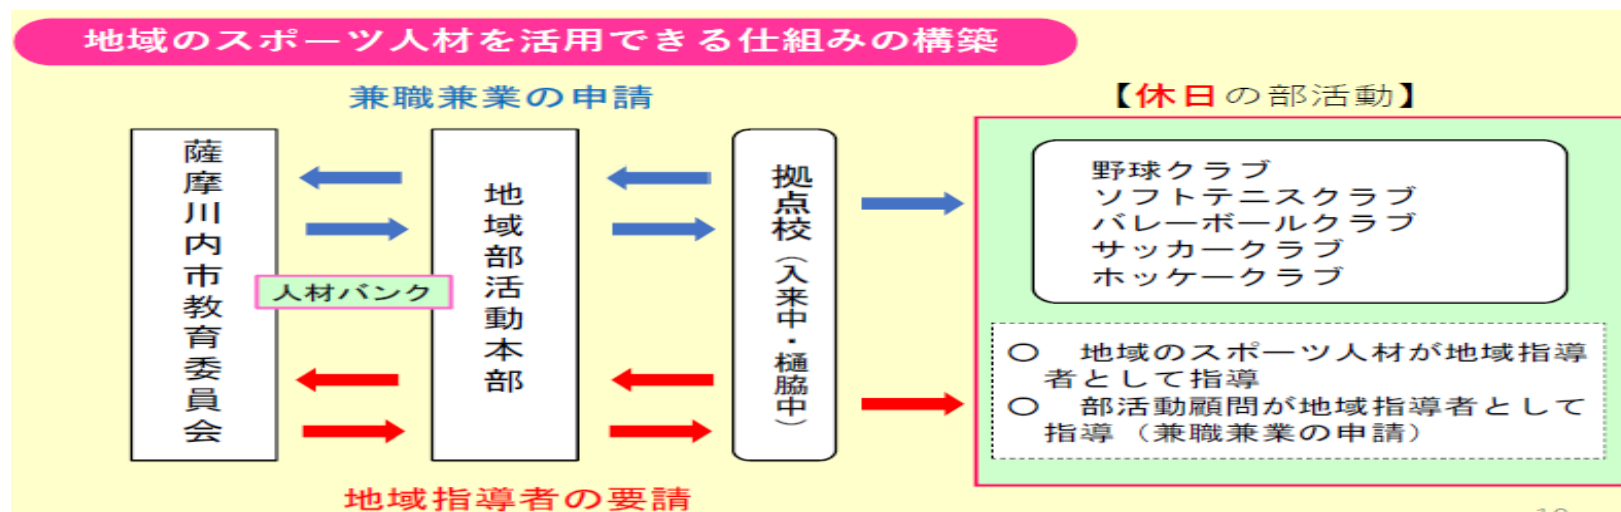 地域のスポーツ人材を活用できる仕組みの構築
兼職兼業の申請
【休日の部活動】
薩摩川内市教育委員会
人材バンク
地域部活動本部
拠点校（入来中・樋脇中）
野球クラブ
ソフトテニスクラブ
バレーボールクラブ
サッカークラブ
ホッケークラブ
〇　地域のスポーツ人材が地域指導
者として指導
〇　部活動顧問が地域指導者として
指導（兼職兼業の申請）
地域指導者の要請